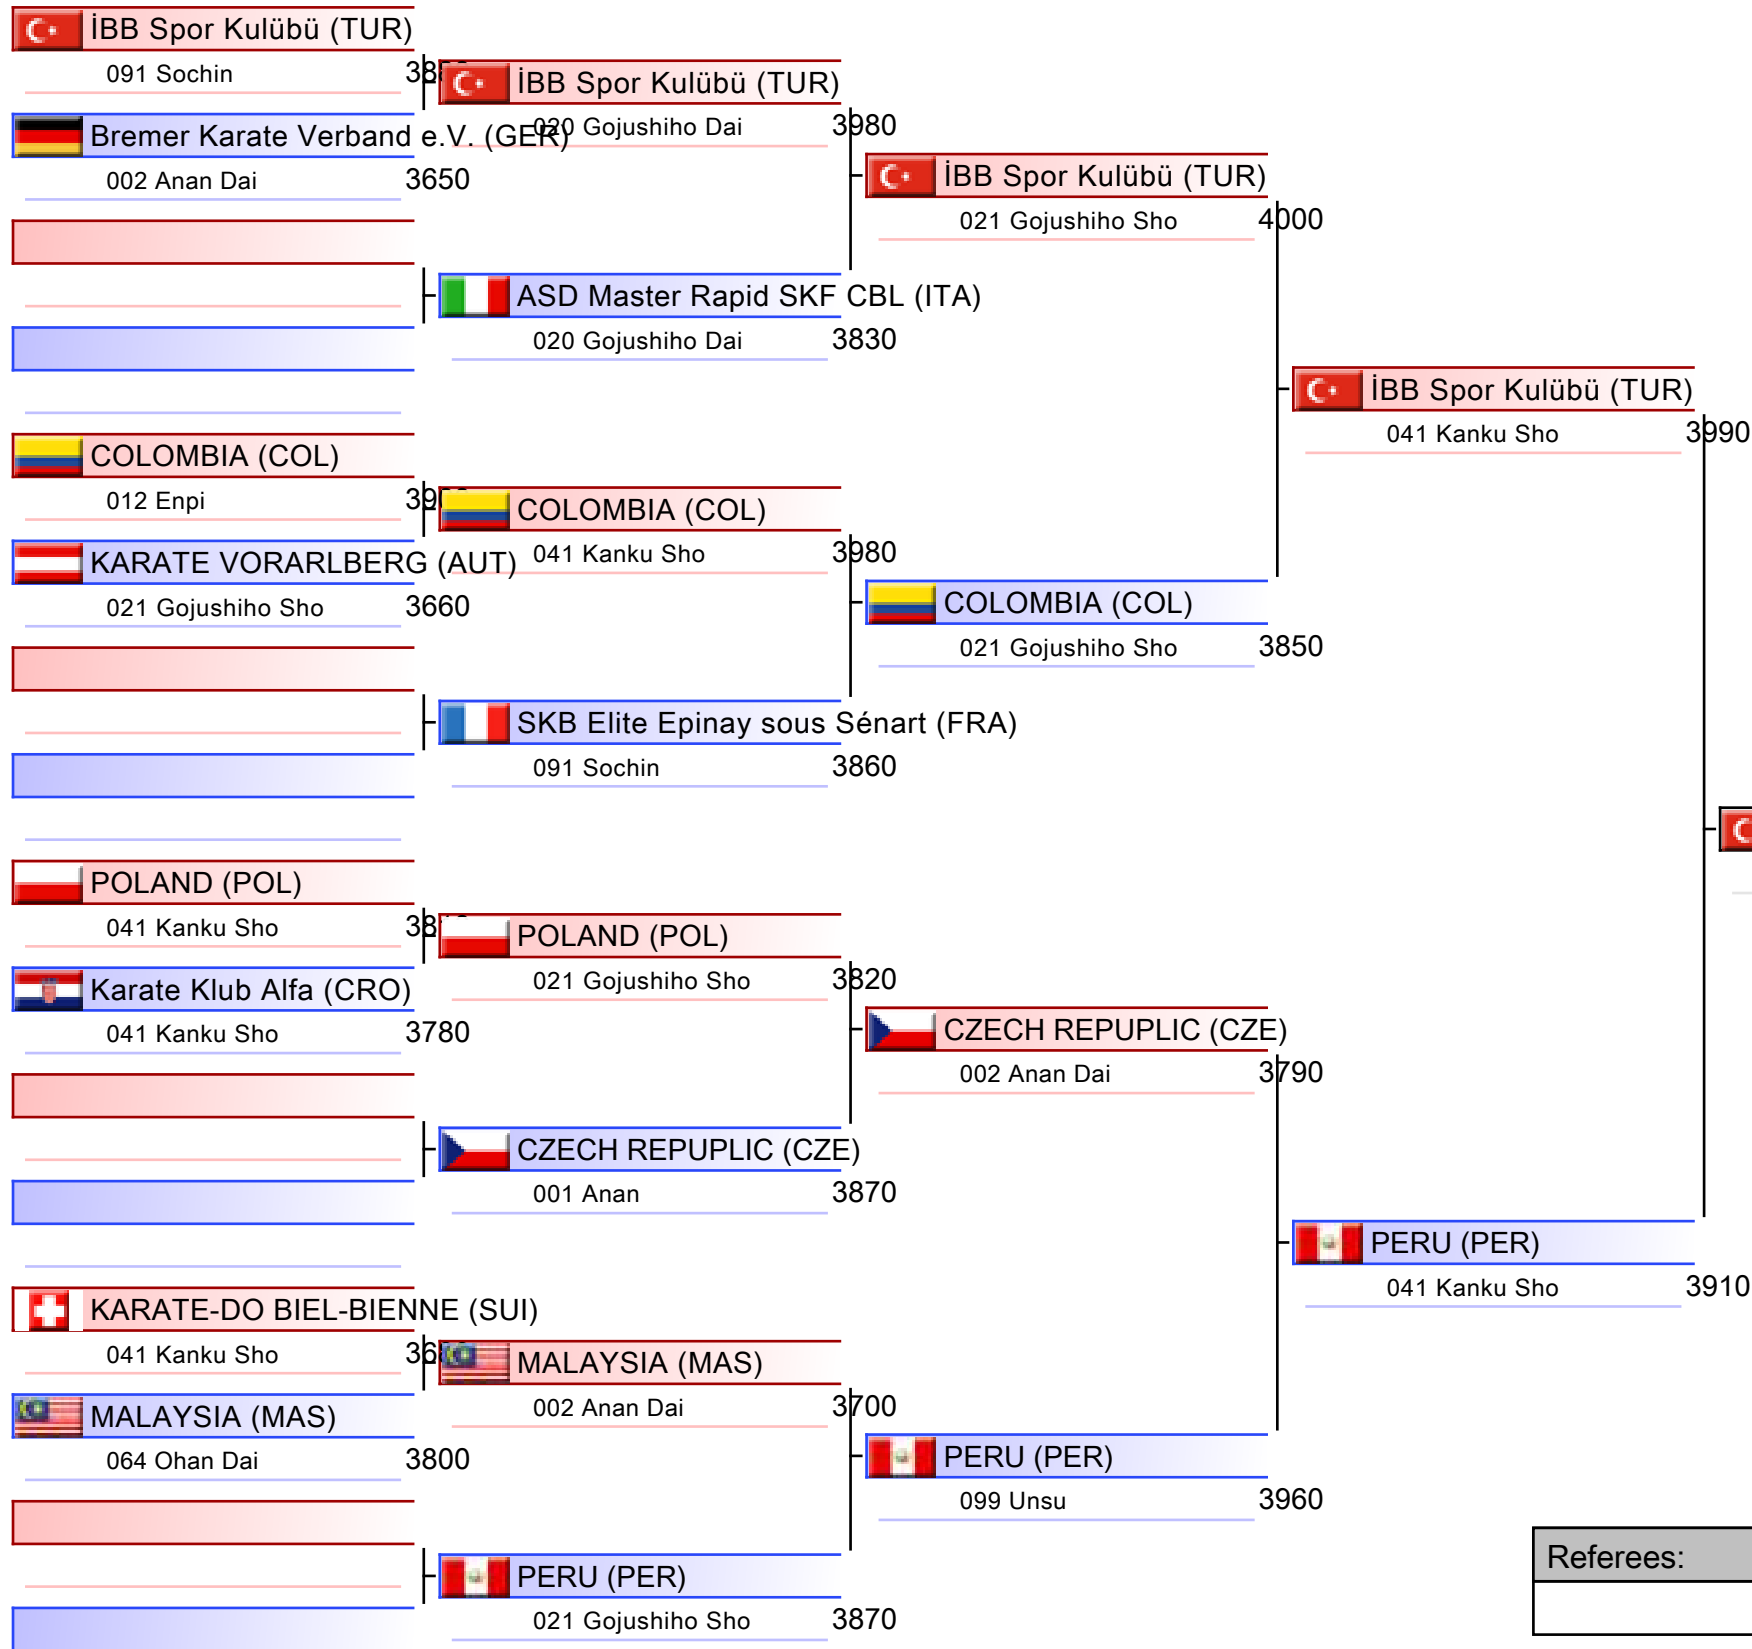 İBB Spor Kulübü (TUR)
091 Sochin
Bremer Karate Verband e.V. (GER)
002 Anan Dai 3650
COLOMBIA (COL)
012 Enpi
KARATE VORARLBERG (AUT)
021 Gojushiho Sho 3660
POLAND (POL)
041 Kanku Sho
Karate Klub Alfa (CRO)
041 Kanku Sho 3780
KARATE-DO BIEL-BIENNE (SUI)
041 Kanku Sho
MALAYSIA (MAS)
064 Ohan Dai 3800
İBB Spor Kulübü (TUR)
020 Gojushiho Dai 3980
ASD Master Rapid SKF CBL (ITA)
020 Gojushiho Dai 3830
COLOMBIA (COL)
041 Kanku Sho 3980
SKB Elite Epinay sous Sénart (FRA)
091 Sochin 3860
POLAND (POL)
021 Gojushiho Sho 3820
CZECH REPUPLIC (CZE)
001 Anan 3870
MALAYSIA (MAS)
002 Anan Dai 3700
PERU (PER)
021 Gojushiho Sho 3870
İBB Spor Kulübü (TUR)
021 Gojushiho Sho 4000
COLOMBIA (COL)
021 Gojushiho Sho 3850
CZECH REPUPLIC (CZE)
002 Anan Dai 3790
PERU (PER)
099 Unsu 3960
İBB Spor Kulübü (TUR)
041 Kanku Sho 3990
PERU (PER)
041 Kanku Sho 3910
Referees: